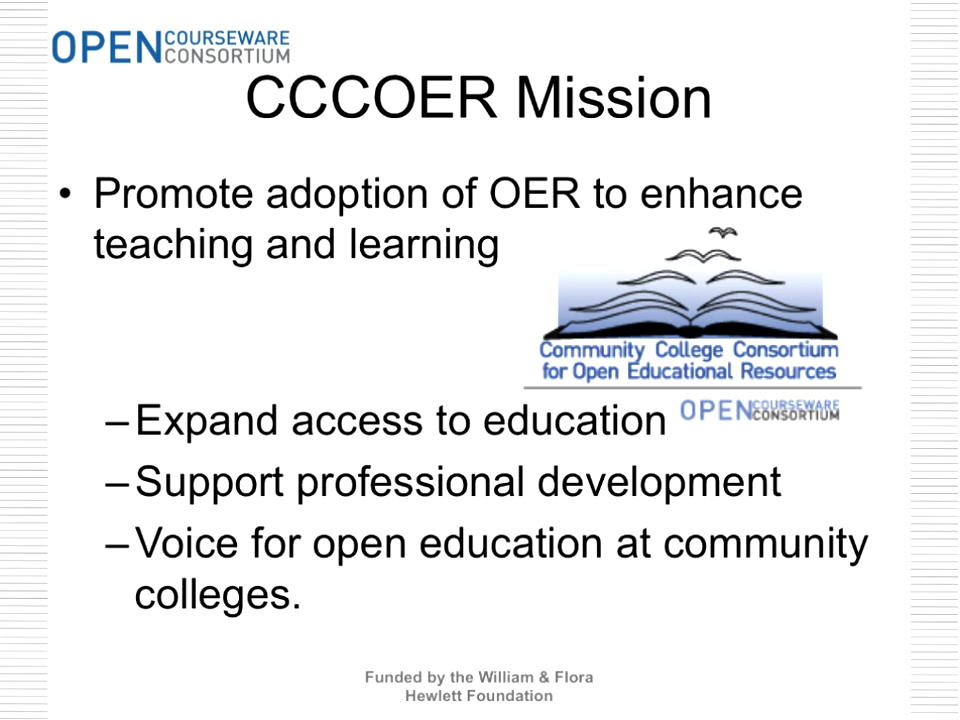 OPEN COURSEWARE
CONSORTIUM
CCCOER Mission
• Promote adoption of OER to enhance
teaching and learning
Community College Consortium
for Open Educational Resources
OPEN COURSEWARE
CONSORTIUM
– Expand access to education
– Support professional development
– Voice for open education at community
colleges.
Funded by the William & Flora
Hewlett Foundation